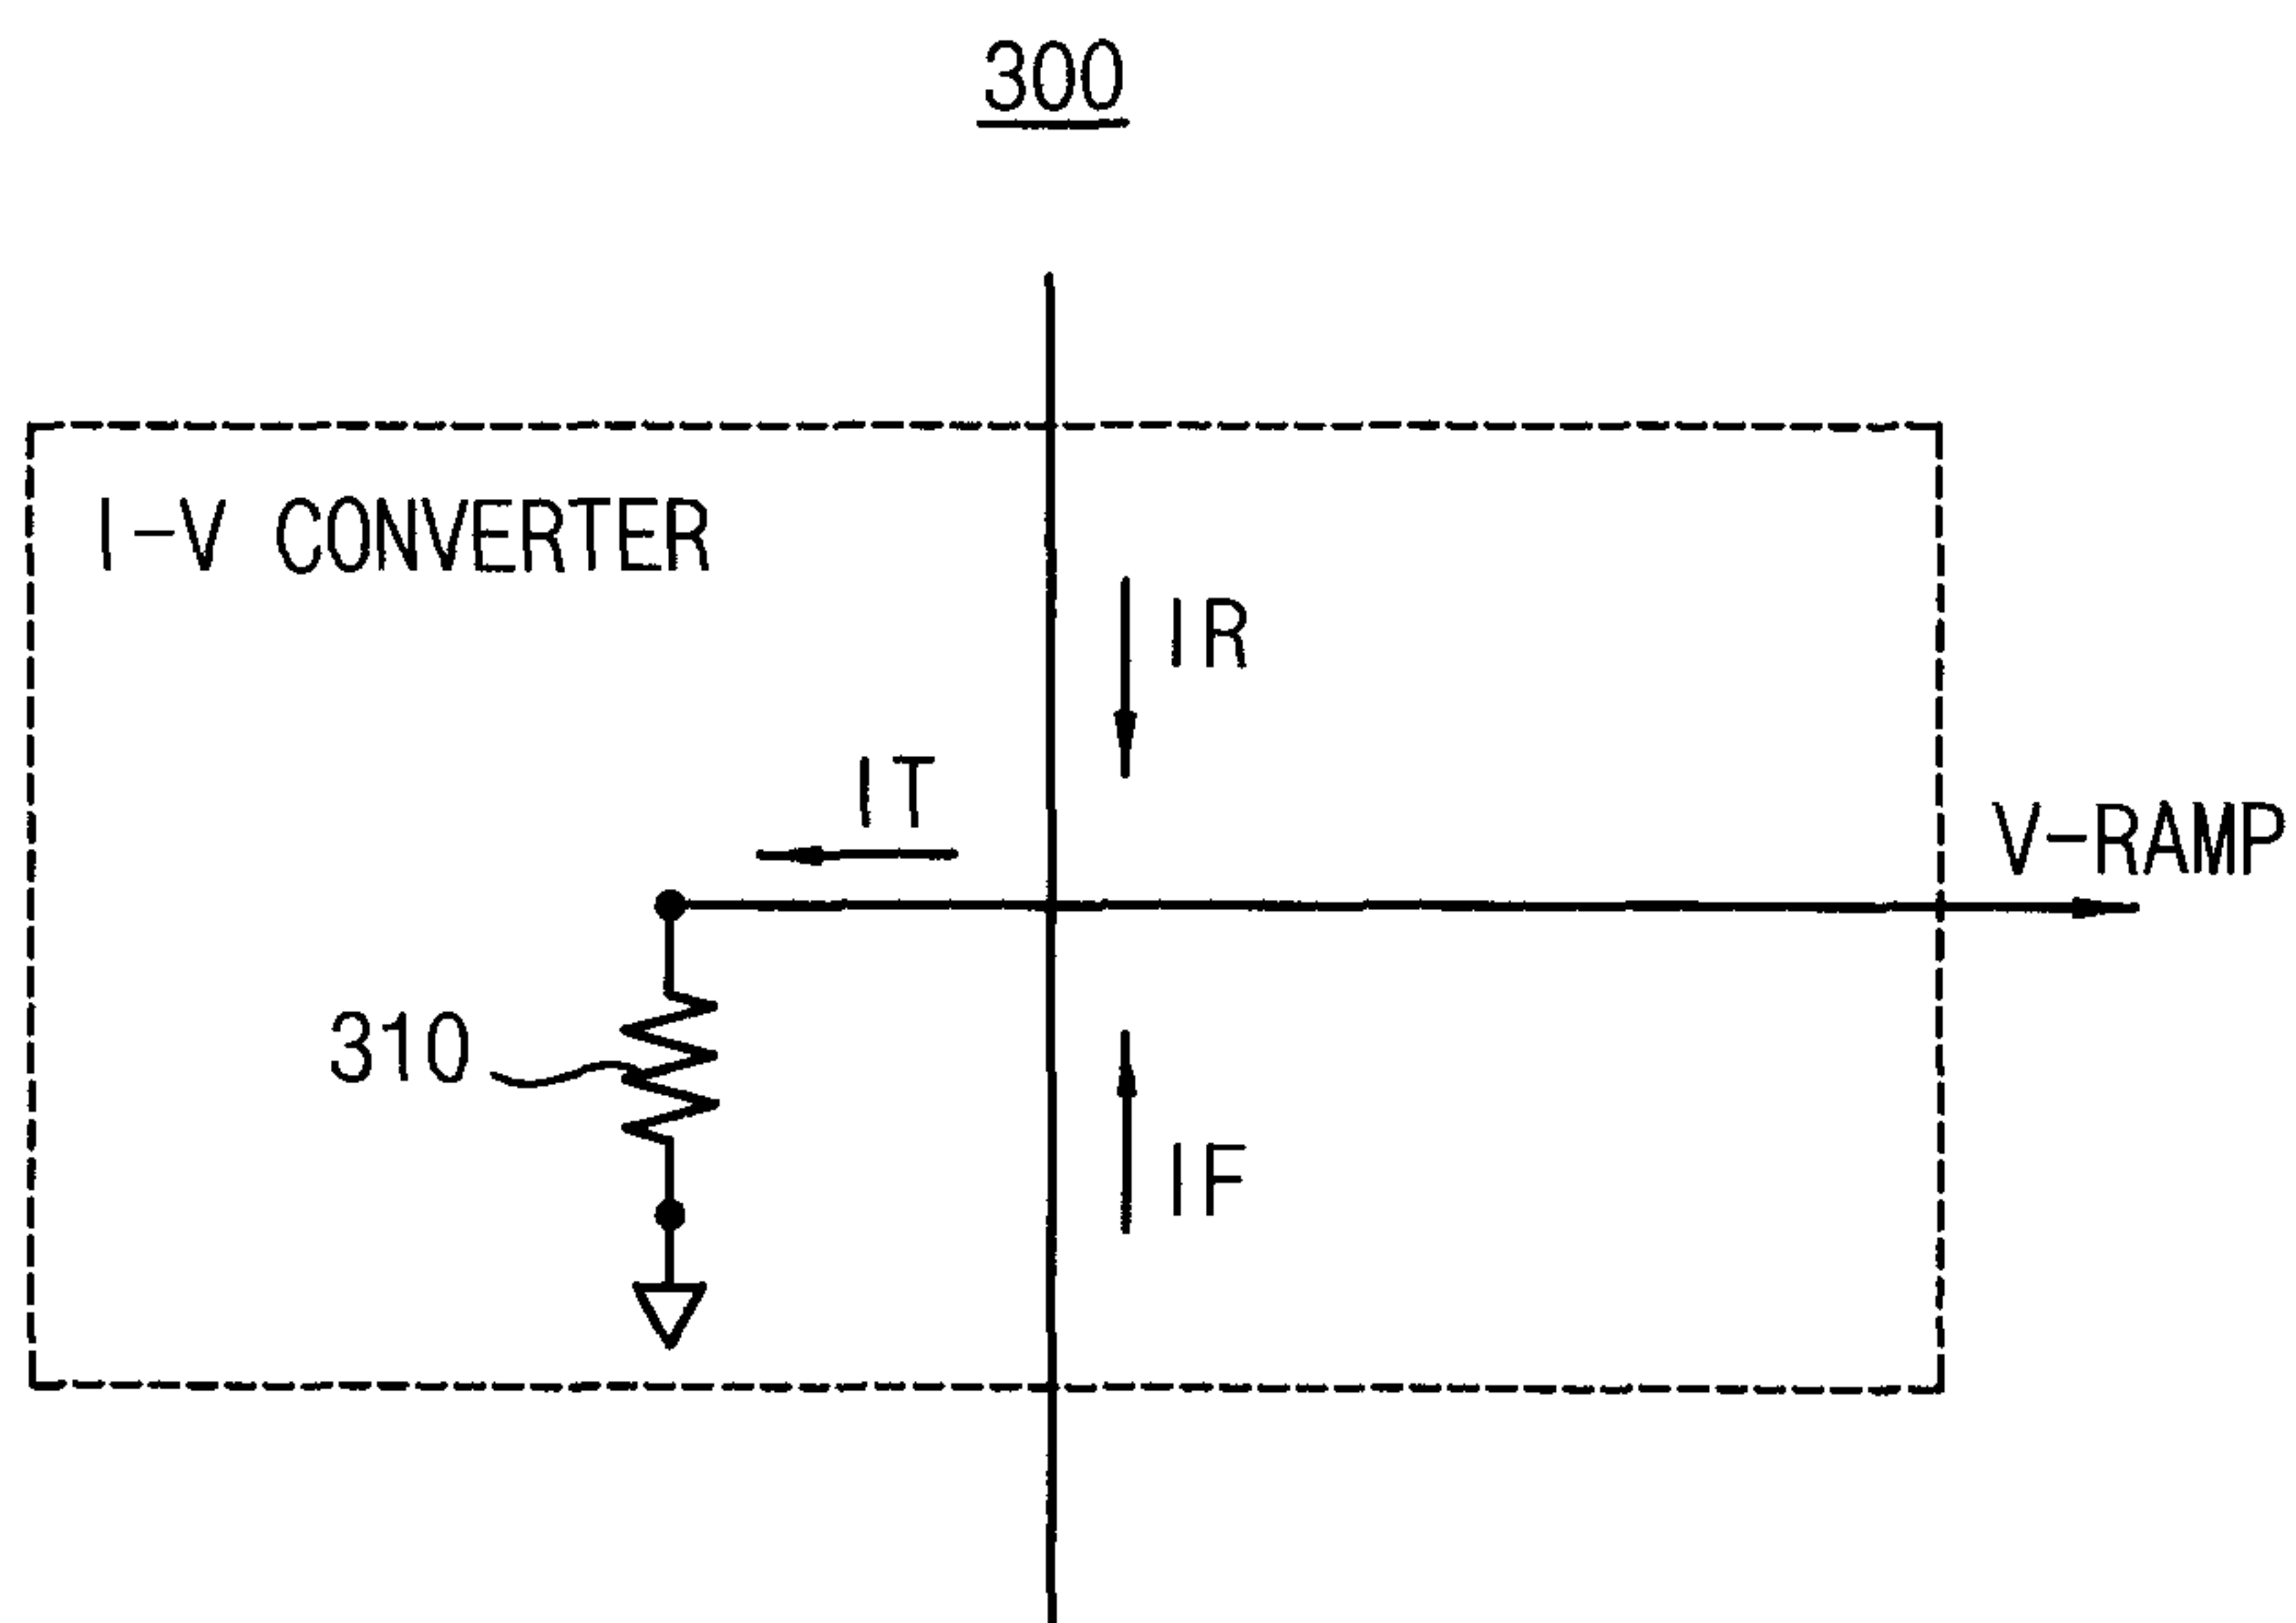 300
I-V CONVERTER
IR
IT
V-RAMP
310
IF